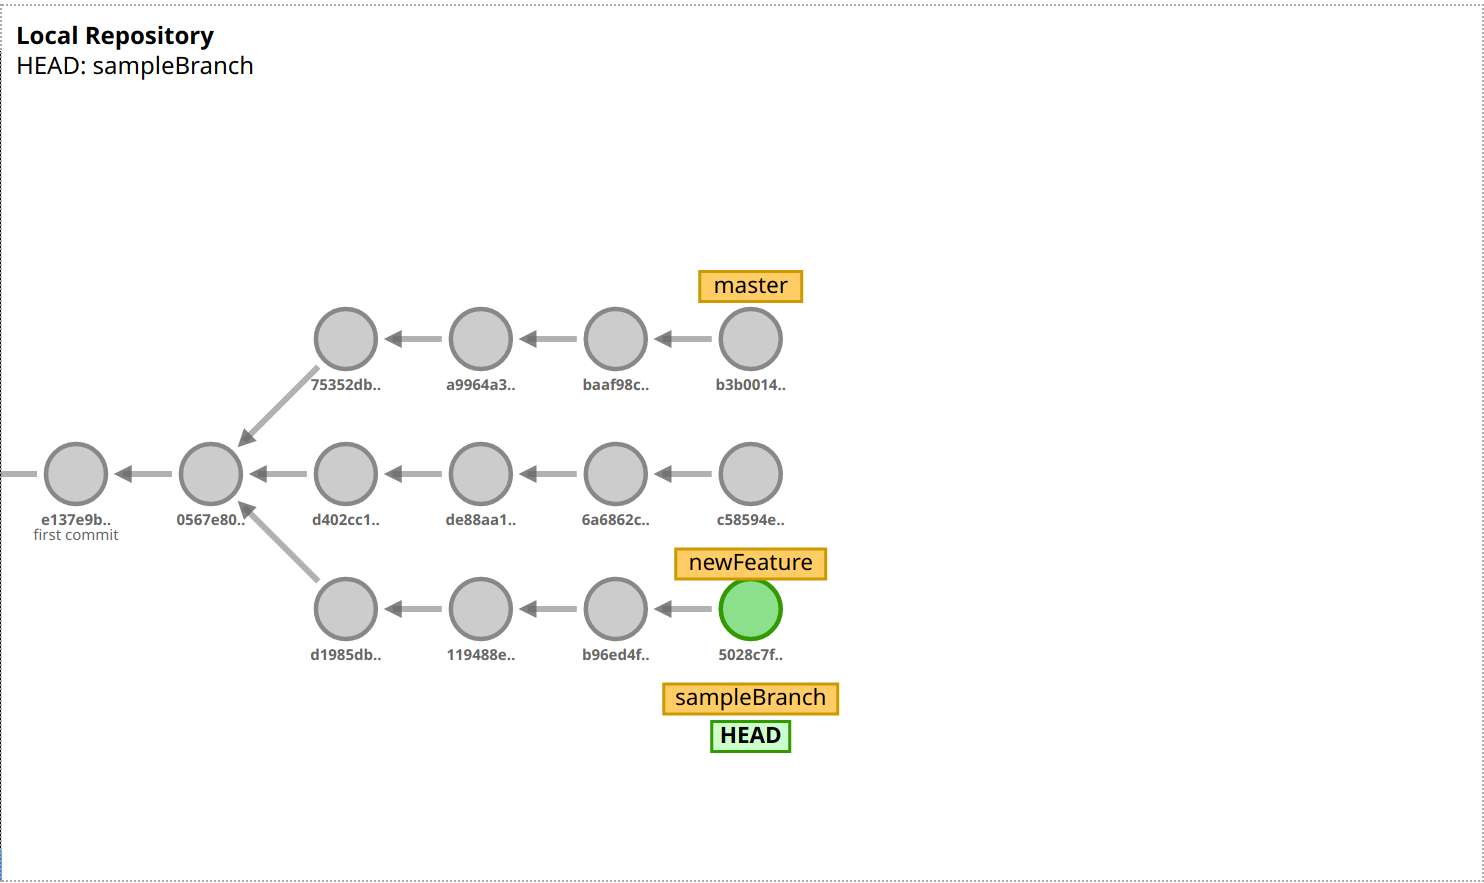 Local Repository
HEAD: sampleBranch
master
75352db..
a9964a3..
baaf98c..
b3b0014..
e137e9b..
first commit
0567e80..
d402cc1..
de88aa1..
6a6862c..
c58594e..
newFeature
d1985db..
119488e..
b96ed4f..
5028c7f..
sampleBranch
HEAD